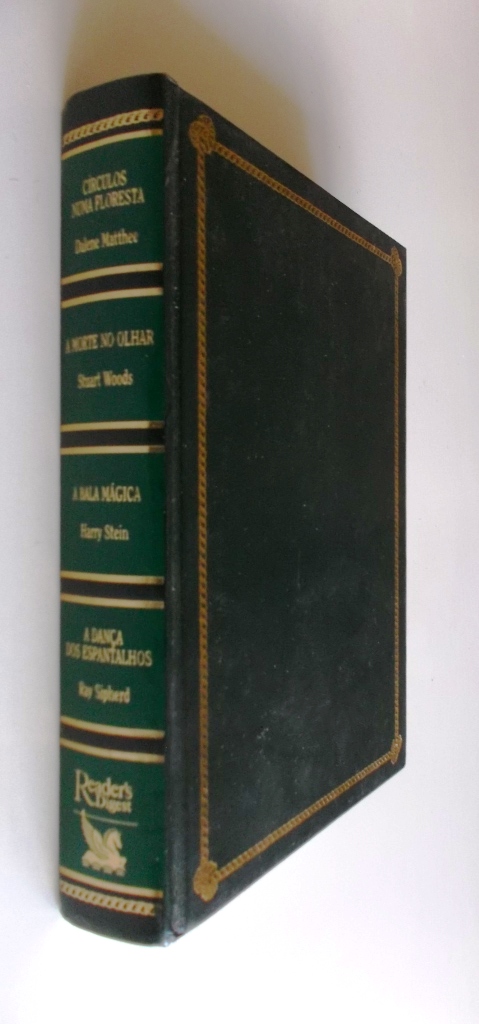 CÍRCULOS
NUMA FLORESTA
Dalene Matthee
A MORTE NO OLHAR
Stuart Woods
A BALA MÁGICA
Harry Stein
A DANÇA
DOS ESPANTALHOS
Ray Sipherd
Reader's
Digest